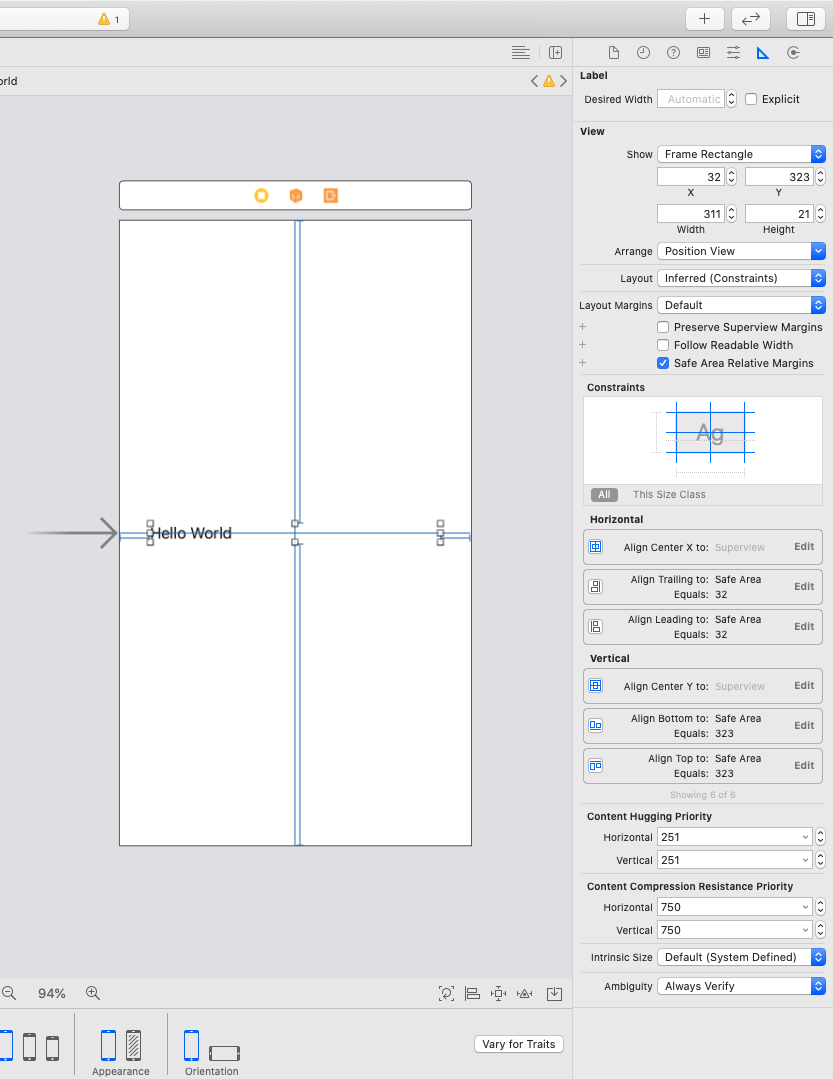 1
orld
Label
Desired Width Automatic Explicit
View
Show Frame Rectangle
32 323
X Y
311 21
Width Height
Arrange Position View
Layout Inferred (Constraints)
Layout Margins Default
+ Preserve Superview Margins
+ Follow Readable Width
+ Safe Area Relative Margins
Constraints
Ag
All This Size Class
Hello World
Horizontal
Align Center X to: Superview Edit
Align Trailing to: Safe Area
Equals: 32 Edit
Align Leading to: Safe Area
Equals: 32 Edit
Vertical
Align Center Y to: Superview Edit
Align Bottom to: Safe Area
Equals: 323 Edit
Align Top to: Safe Area
Equals: 323 Edit
Showing 6 of 6
Content Hugging Priority
Horizontal 251
Vertical 251
Content Compression Resistance Priority
Horizontal 750
Vertical 750
Intrinsic Size Default (System Defined)
Ambiguity Always Verify
94%
Vary for Traits
Appearance Orientation